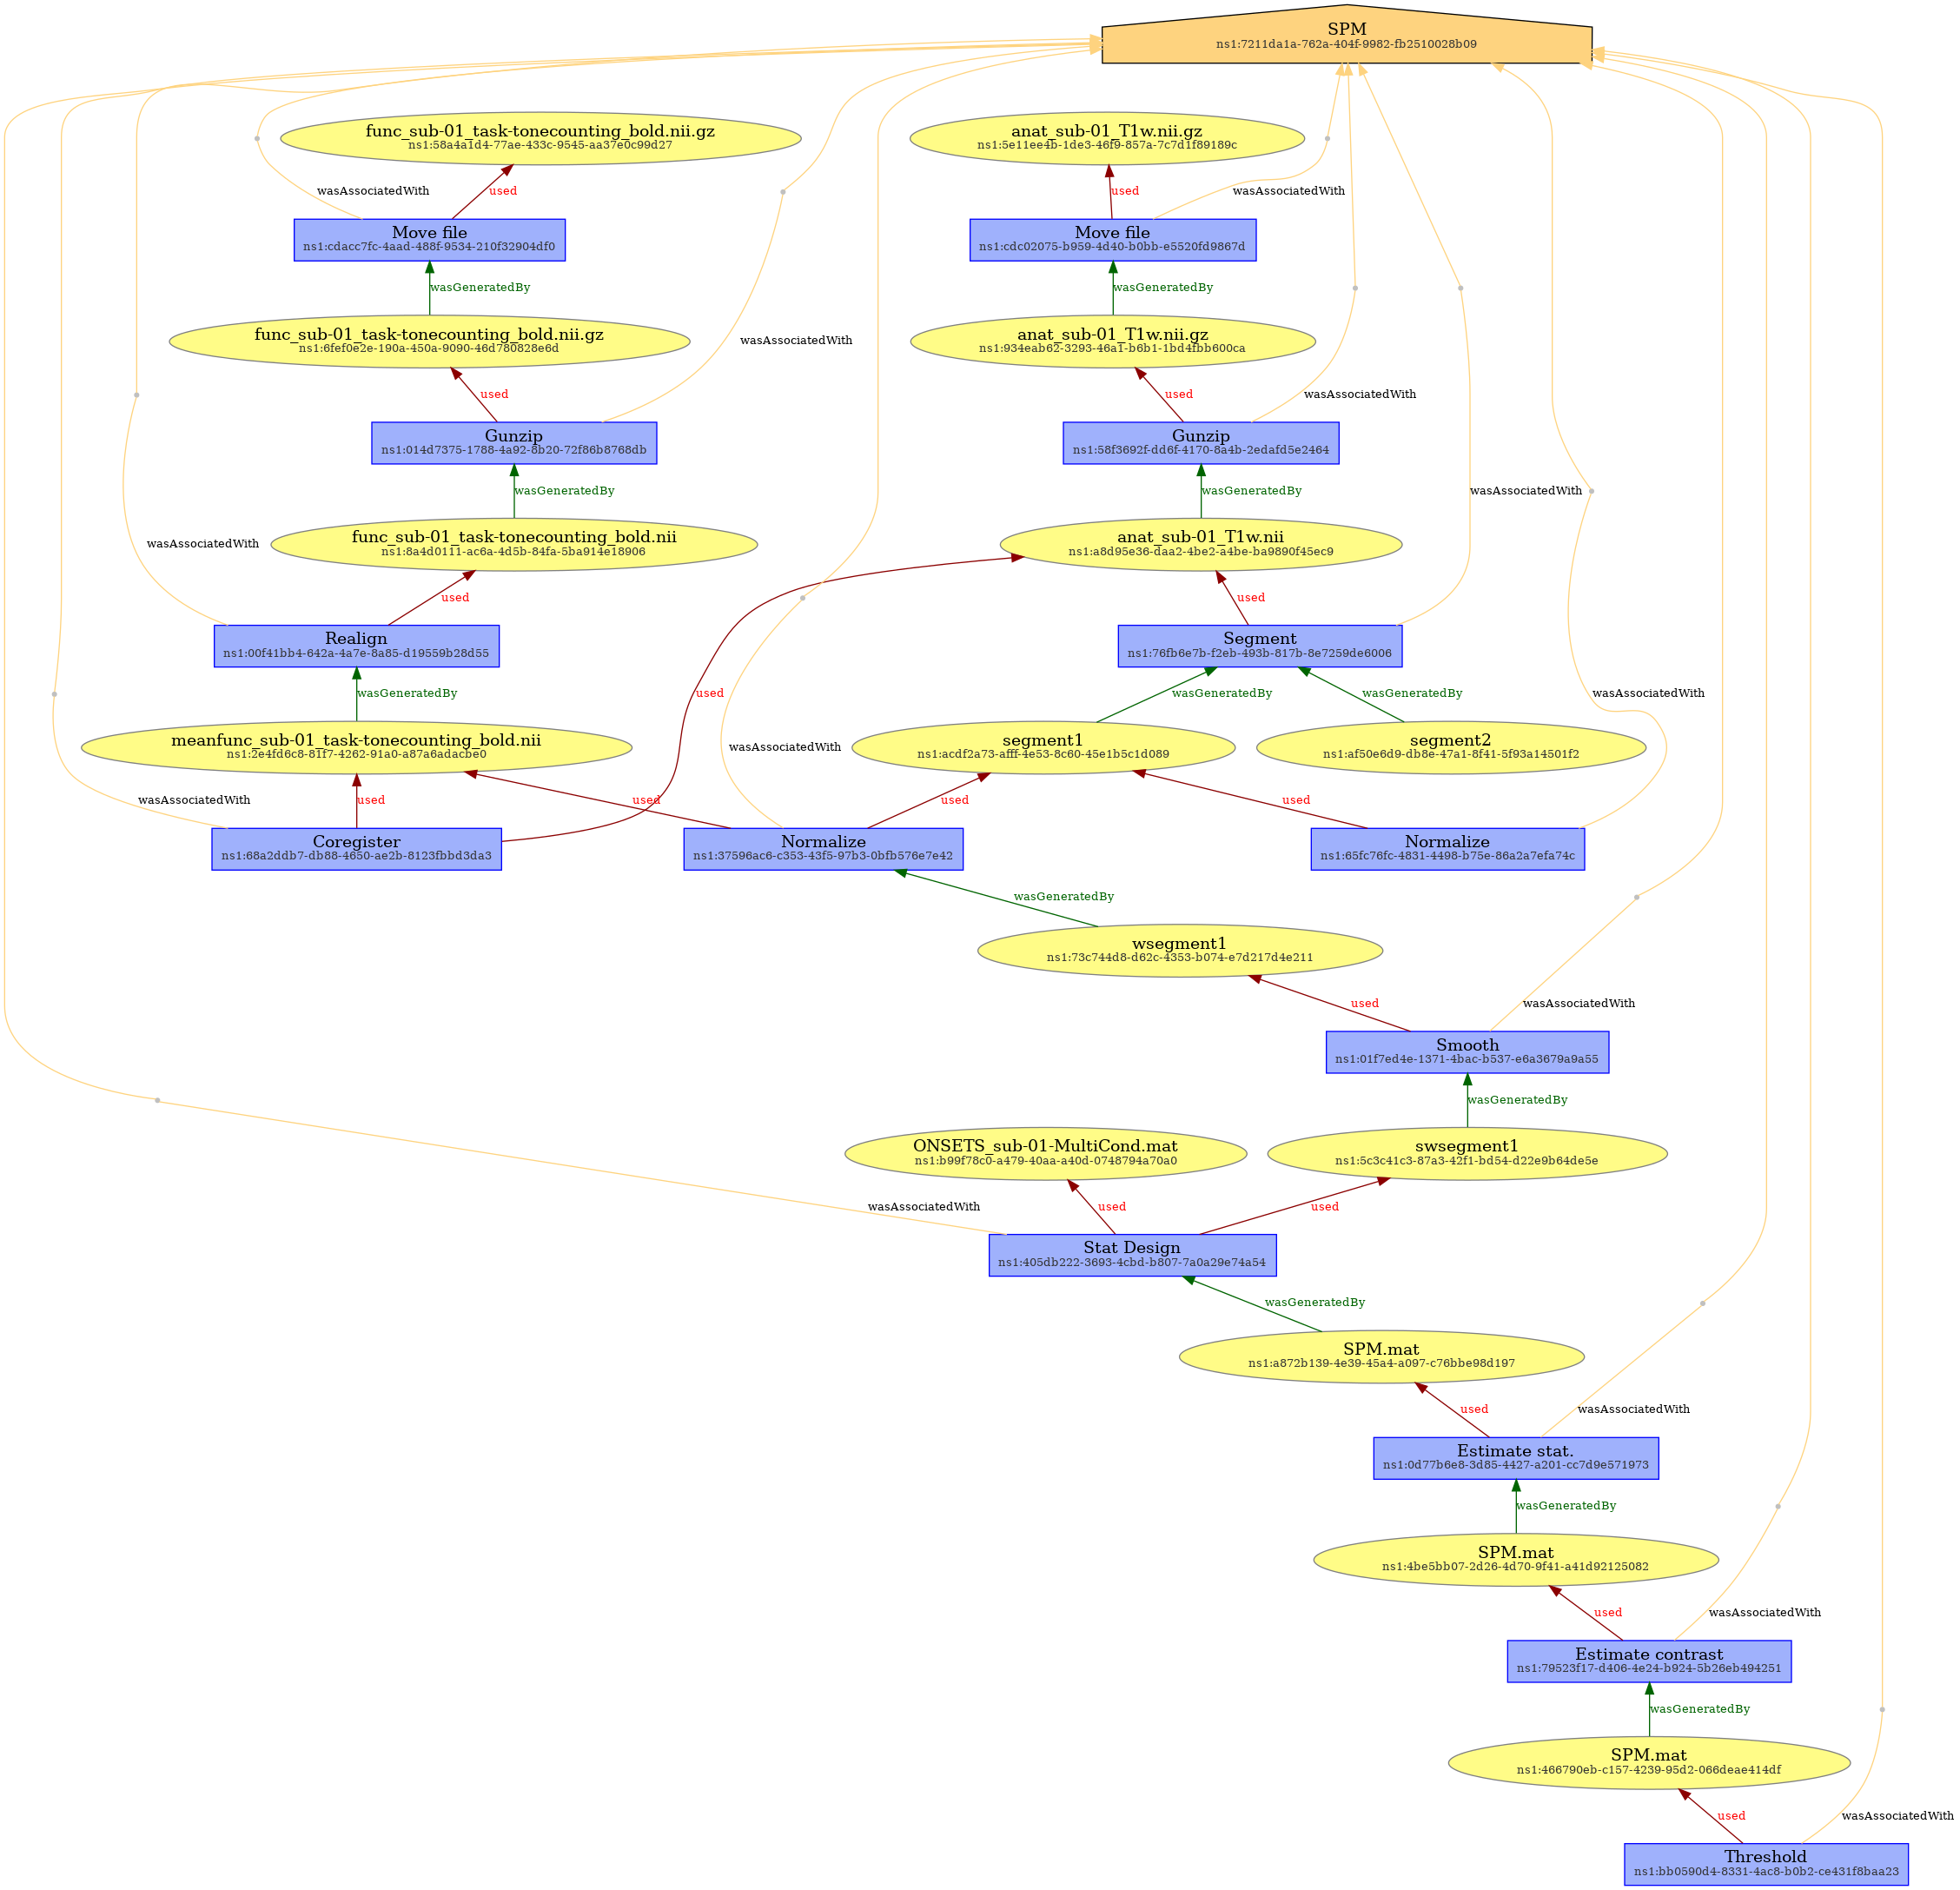 SPM
ns1:7211da1a-762a-404f-9982-fb2510028b09
func_sub-01_task-tonecounting_bold.nii.gz
ns1:58a4a1d4-77ae-433c-9545-aa37e0c99d27
anat_sub-01_T1w.nii.gz
ns1:5e11ee4b-1de3-46f9-857a-7c7d1f89189c
wasAssociatedWith
used
used
wasAssociatedWith
Move file
ns1:cdacc7fc-4aad-488f-9534-210f32904df0
Move file
ns1:cdc02075-b959-4d40-b0bb-e5520fd9867d
wasGeneratedBy
wasGeneratedBy
func_sub-01_task-tonecounting_bold.nii.gz
ns1:6fef0e2e-190a-450a-9090-46d780828e6d
wasAssociatedWith
anat_sub-01_T1w.nii.gz
ns1:934eab62-3293-46a1-b6b1-1bd4fbb600ca
used
used
wasAssociatedWith
Gunzip
ns1:014d7375-1788-4a92-8b20-72f86b8768db
Gunzip
ns1:58f3692f-dd6f-4170-8a4b-2edafd5e2464
wasGeneratedBy
wasGeneratedBy
wasAssociatedWith
func_sub-01_task-tonecounting_bold.nii
ns1:8a4d0111-ac6a-4d5b-84fa-5ba914e18906
anat_sub-01_T1w.nii
ns1:a8d95e36-daa2-4be2-a4be-ba9890f45ec9
wasAssociatedWith
used
used
Realign
ns1:00f41bb4-642a-4a7e-8a85-d19559b28d55
Segment
ns1:76fb6e7b-f2eb-493b-817b-8e7259de6006
wasGeneratedBy
used
wasGeneratedBy
wasGeneratedBy
wasAssociatedWith
meanfunc_sub-01_task-tonecounting_bold.nii
ns1:2e4fd6c8-81f7-4262-91a0-a87a6adacbe0
wasAssociatedWith
segment1
ns1:acdf2a73-afff-4e53-8c60-45e1b5c1d089
segment2
ns1:af50e6d9-db8e-47a1-8f41-5f93a14501f2
wasAssociatedWith
used
used
used
used
Coregister
ns1:68a2ddb7-db88-4650-ae2b-8123fbbd3da3
Normalize
ns1:37596ac6-c353-43f5-97b3-0bfb576e7e42
Normalize
ns1:65fc76fc-4831-4498-b75e-86a2a7efa74c
wasGeneratedBy
wsegment1
ns1:73c744d8-d62c-4353-b074-e7d217d4e211
used
wasAssociatedWith
Smooth
ns1:01f7ed4e-1371-4bac-b537-e6a3679a9a55
wasGeneratedBy
ONSETS_sub-01-MultiCond.mat
ns1:b99f78c0-a479-40aa-a40d-0748794a70a0
swsegment1
ns1:5c3c41c3-87a3-42f1-bd54-d22e9b64de5e
wasAssociatedWith
used
used
Stat Design
ns1:405db222-3693-4cbd-b807-7a0a29e74a54
wasGeneratedBy
SPM.mat
ns1:a872b139-4e39-45a4-a097-c76bbe98d197
used
wasAssociatedWith
Estimate stat.
ns1:0d77b6e8-3d85-4427-a201-cc7d9e571973
wasGeneratedBy
SPM.mat
ns1:4be5bb07-2d26-4d70-9f41-a41d92125082
used
wasAssociatedWith
Estimate contrast
ns1:79523f17-d406-4e24-b924-5b26eb494251
wasGeneratedBy
SPM.mat
ns1:466790eb-c157-4239-95d2-066deae414df
used
wasAssociatedWith
Threshold
ns1:bb0590d4-8331-4ac8-b0b2-ce431f8baa23